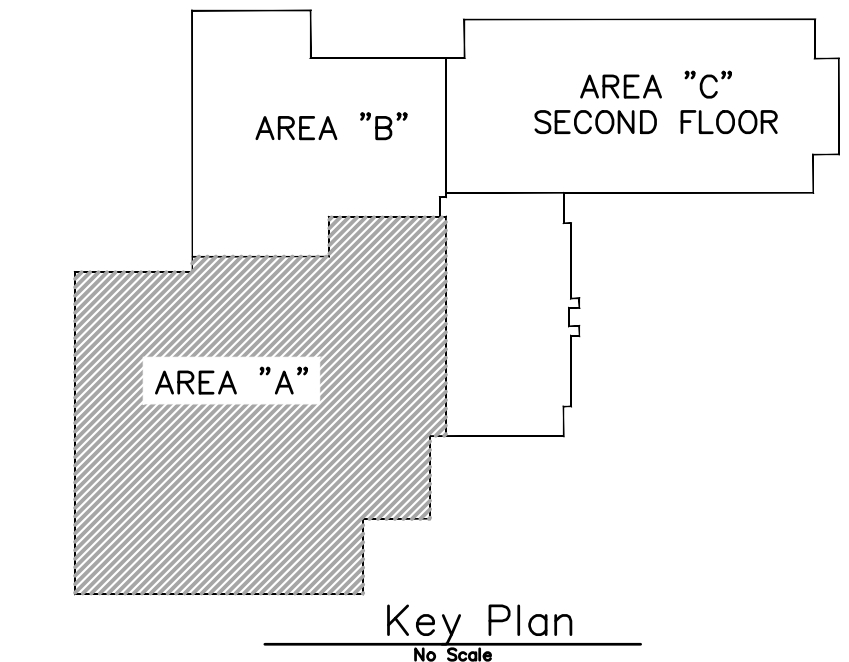 AREA "B"
AREA "C"
SECOND FLOOR
AREA "A"
Key Plan
No Scale